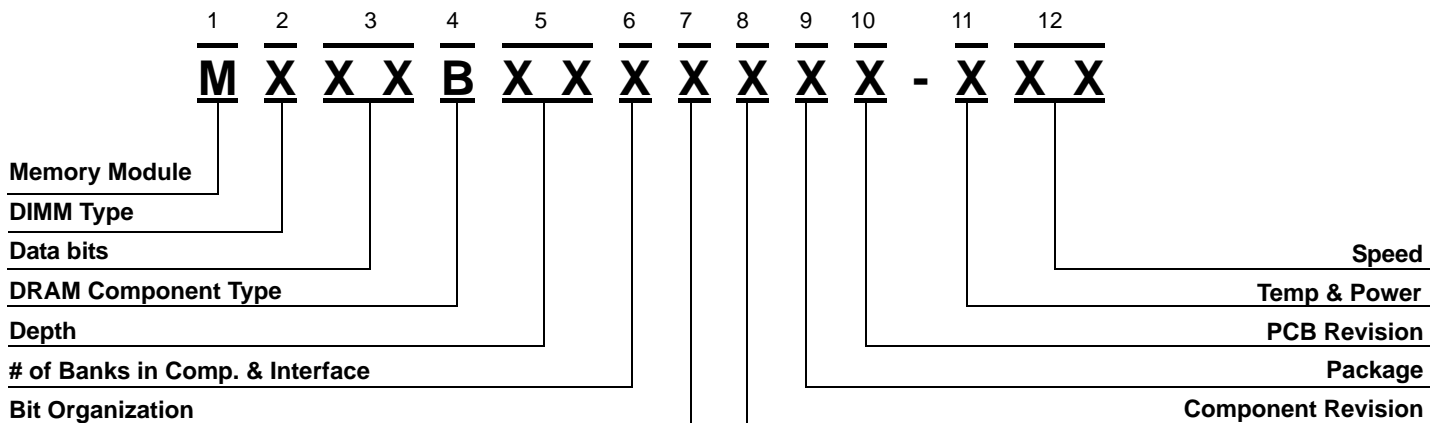 1 2 3 4 5 6 7 8 9 10 11 12
M X X X B X X X X X X X - X X X
Memory Module
DIMM Type
Data bits
DRAM Component Type
Depth
# of Banks in Comp. & Interface
Bit Organization
Speed
Temp & Power
PCB Revision
Package
Component Revision